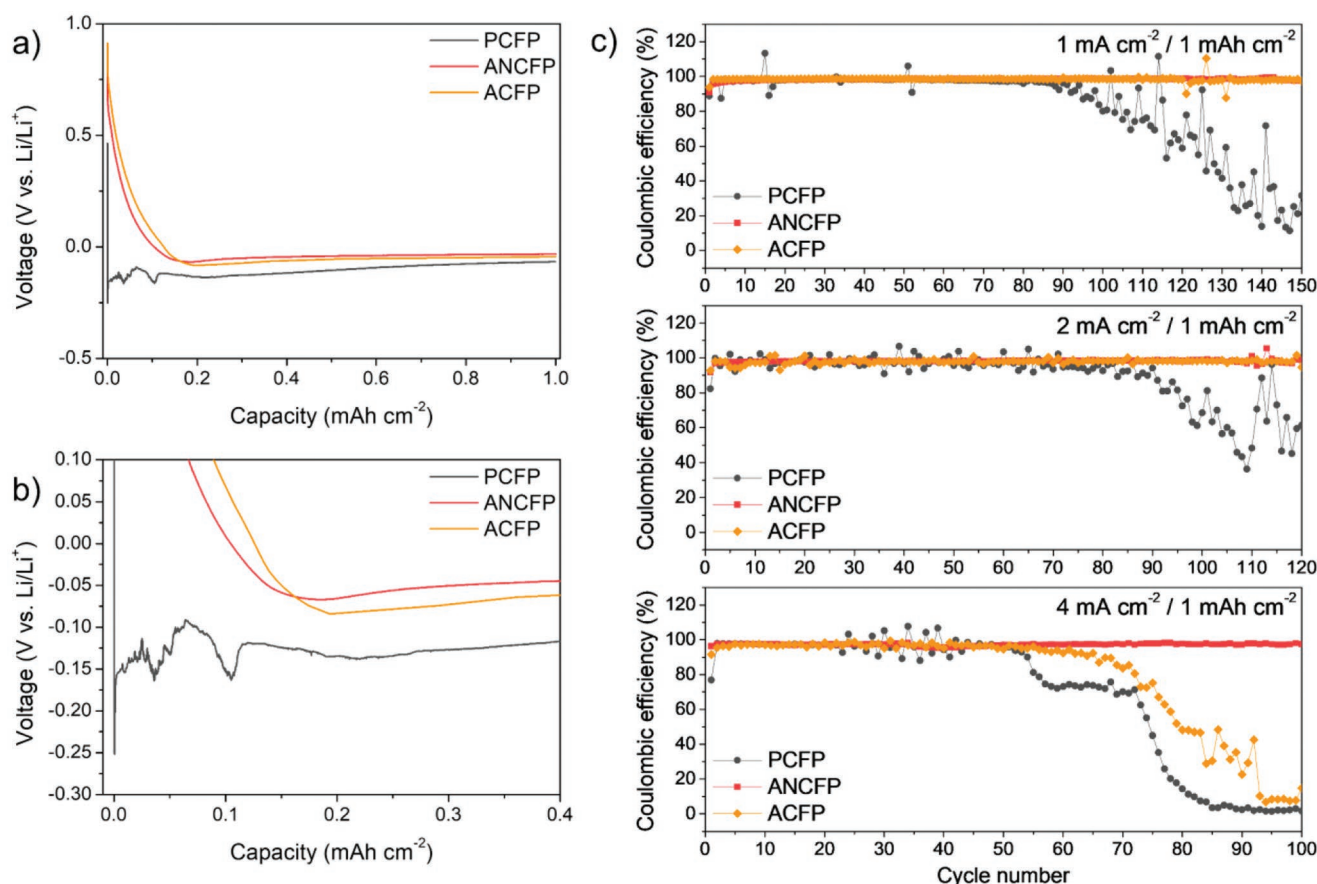 a)
1.0
0.5
0.0
-0.5
Voltage (V vs. Li/Li+)
PCFP
ANCFP
ACFP
0.0 0.2 0.4 0.6 0.8 1.0
Capacity (mAh cm-2)
b)
0.10
0.05
0.00
-0.05
-0.10
-0.15
-0.20
-0.25
-0.30
Voltage (V vs. Li/Li+)
PCFP
ANCFP
ACFP
0.0 0.1 0.2 0.3 0.4
Capacity (mAh cm-2)
c)
1 mA cm-2 / 1 mAh cm-2
120
100
80
60
40
20
0
Coulombic efficiency (%)
PCFP
ANCFP
ACFP
0 10 20 30 40 50 60 70 80 90 100 110 120 130 140 150
2 mA cm-2 / 1 mAh cm-2
120
100
80
60
40
20
0
Coulombic efficiency (%)
PCFP
ANCFP
ACFP
0 10 20 30 40 50 60 70 80 90 100 110 120
4 mA cm-2 / 1 mAh cm-2
120
100
80
60
40
20
0
Coulombic efficiency (%)
PCFP
ANCFP
ACFP
0 10 20 30 40 50 60 70 80 90 100
Cycle number